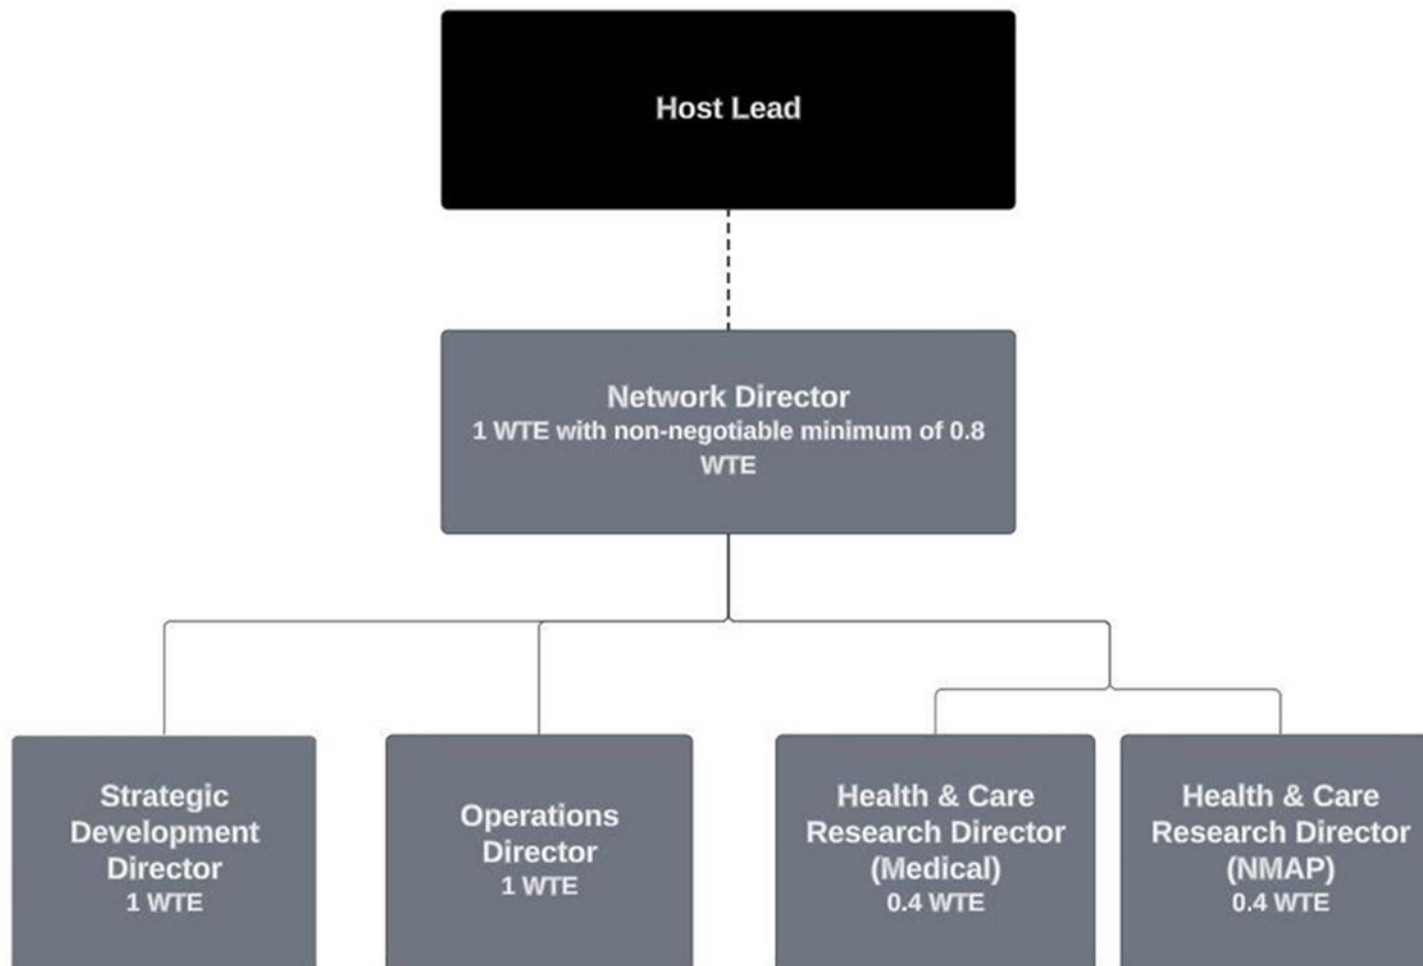 Host Lead
Network Director
1 WTE with non-negotiable minimum of 0.8
WTE
Strategic
Development
Director
1 WTE
Operations
Director
1 WTE
Health & Care
Research Director
(Medical)
0.4 WTE
Health & Care
Research Director
(NMAP)
0.4 WTE